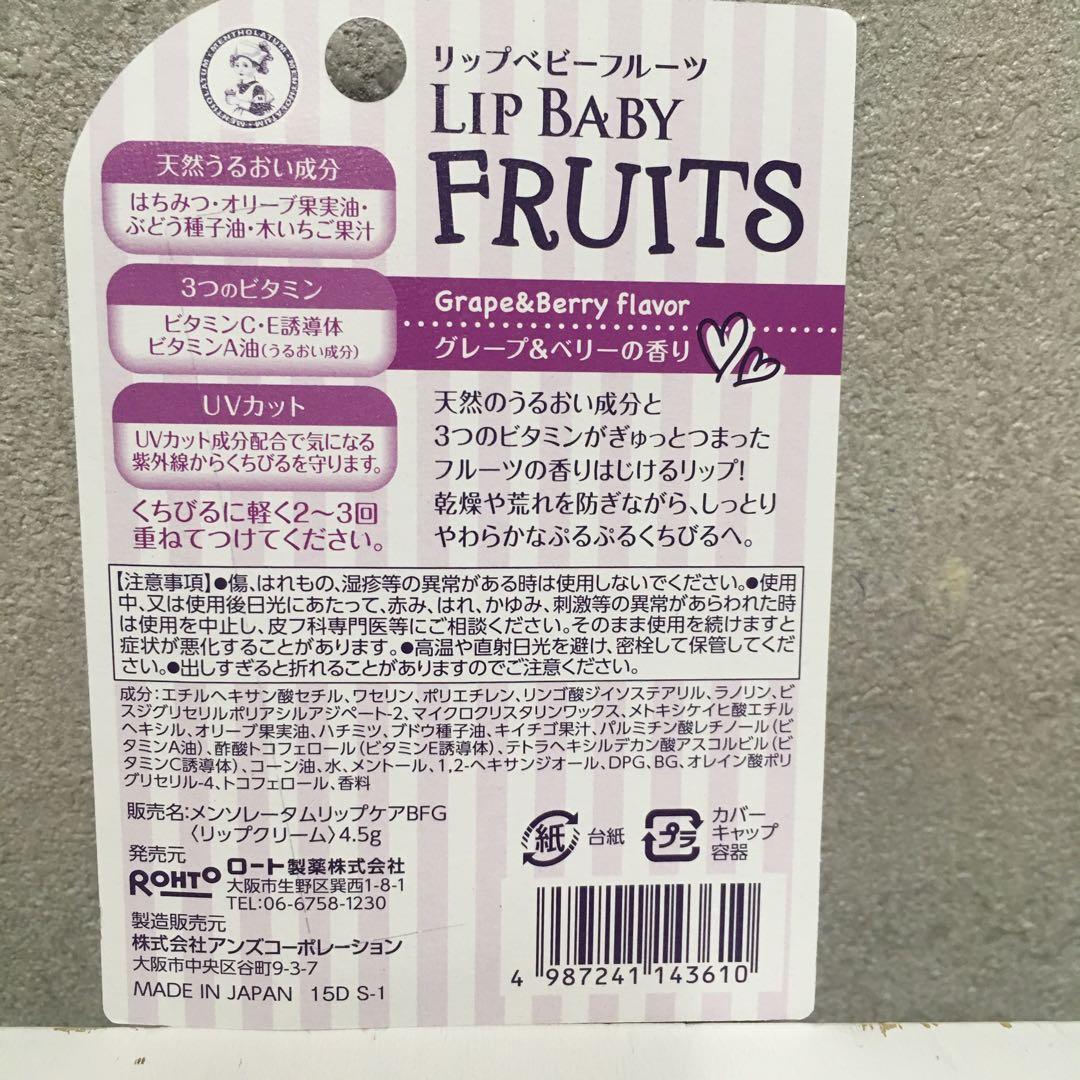 MENTHOLATUM・MENTHOLATUM・MENTHOLATUM・
リップベビーフルーツ
LIP BABY
FRUITS
天然うるおい成分
はちみつ・オリーブ果実油・
ぶどう種子油・木いちご果汁
3つのビタミン
ビタミンC・E誘導体
ビタミンA油(うるおい成分)
UVカット
UVカット成分配合で気になる
紫外線からくちびるを守ります。
くちびるに軽く2〜3回
重ねてつけてください。
Grape&Berry flavor
グレープ&ベリーの香り
天然のうるおい成分と
3つのビタミンがぎゅっとつまった
フルーツの香りはじけるリップ!
乾燥や荒れを防ぎながら、しっとり
やわらかなぷるぷるくちびるへ。
【注意事項】●傷、はれもの、湿疹等の異常がある時は使用しないでください。●使用
中、又は使用後日光にあたって、赤み、はれ、かゆみ、刺激等の異常があらわれた時
は使用を中止し、皮フ科専門医等にご相談ください。そのまま使用を続けますと
症状が悪化することがあります。●高温や直射日光を避け、密栓して保管してくだ
さい。●出しすぎると折れることがありますのでご注意ください。
成分:エチルヘキサン酸セチル、ワセリン、ポリエチレン、リンゴ酸ジイソステアリル、ラノリン、ビ
スジグリセリルポリアシルアジペート-2、マイクロクリスタリンワックス、メトキシケイヒ酸エチル
ヘキシル、オリーブ果実油、ハチミツ、ブドウ種子油、キイチゴ果汁、パルミチン酸レチノール(ビ
タミンA油)、酢酸トコフェロール(ビタミンE誘導体)、テトラヘキシルデカン酸アスコルビル(ビ
タミンC誘導体)、コーン油、水、メントール、1,2-ヘキサンジオール、DPG、BG、オレイン酸ポリ
グリセリル-4、トコフェロール、香料
販売名:メンソレータムリップケアBFG
〈リップクリーム〉4.5g
発売元
ROHTO ロート製薬株式会社
大阪市生野区巽西1-8-1
TEL:06-6758-1230
製造販売元
株式会社アンズコーポレーション
大阪市中央区谷町9-3-7
MADE IN JAPAN 15D S-1
紙 台紙
プラ カバー
キャップ
容器
4 987241 143610